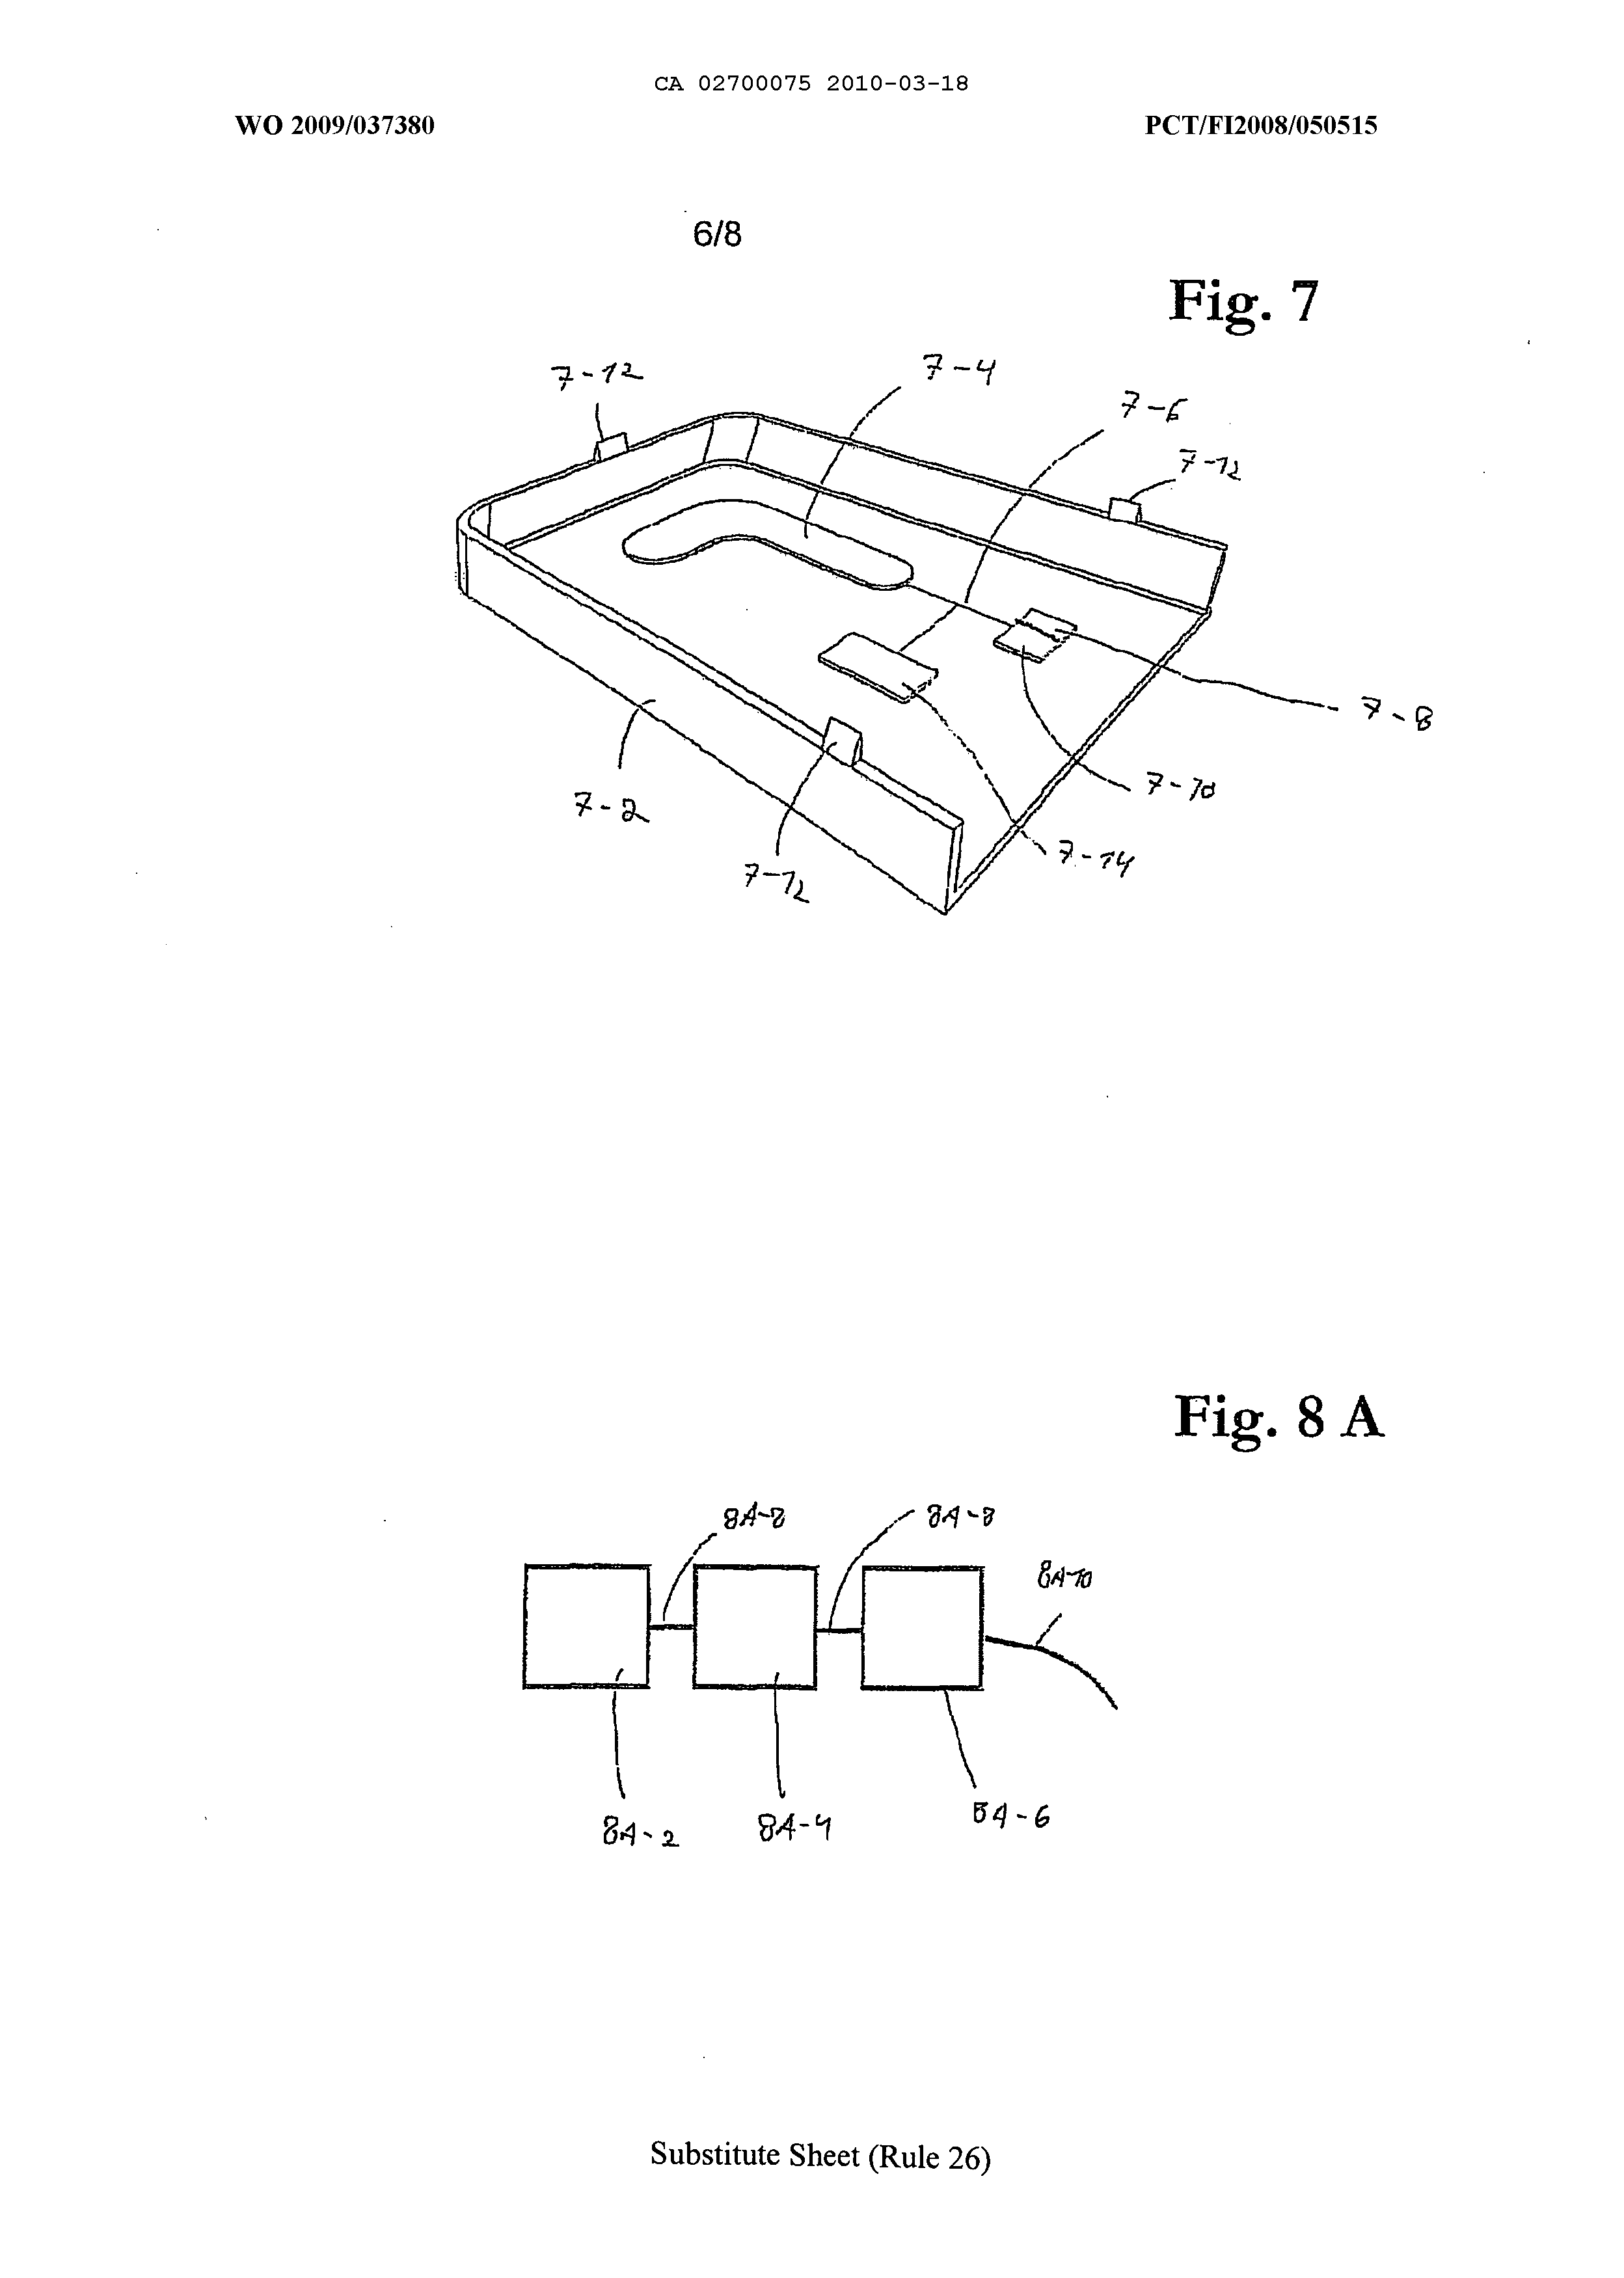 CA 02700075 2010-03-18
WO 2009/037380 PCT/FI2008/050515
6/8
Fig. 7
7-12
7-4
7-6
7-12
7-8
7-10
7-2
7-14
7-12
Fig. 8 A
8A-8
8A-8
8A-10
8A-2
8A-4
8A-6
Substitute Sheet (Rule 26)